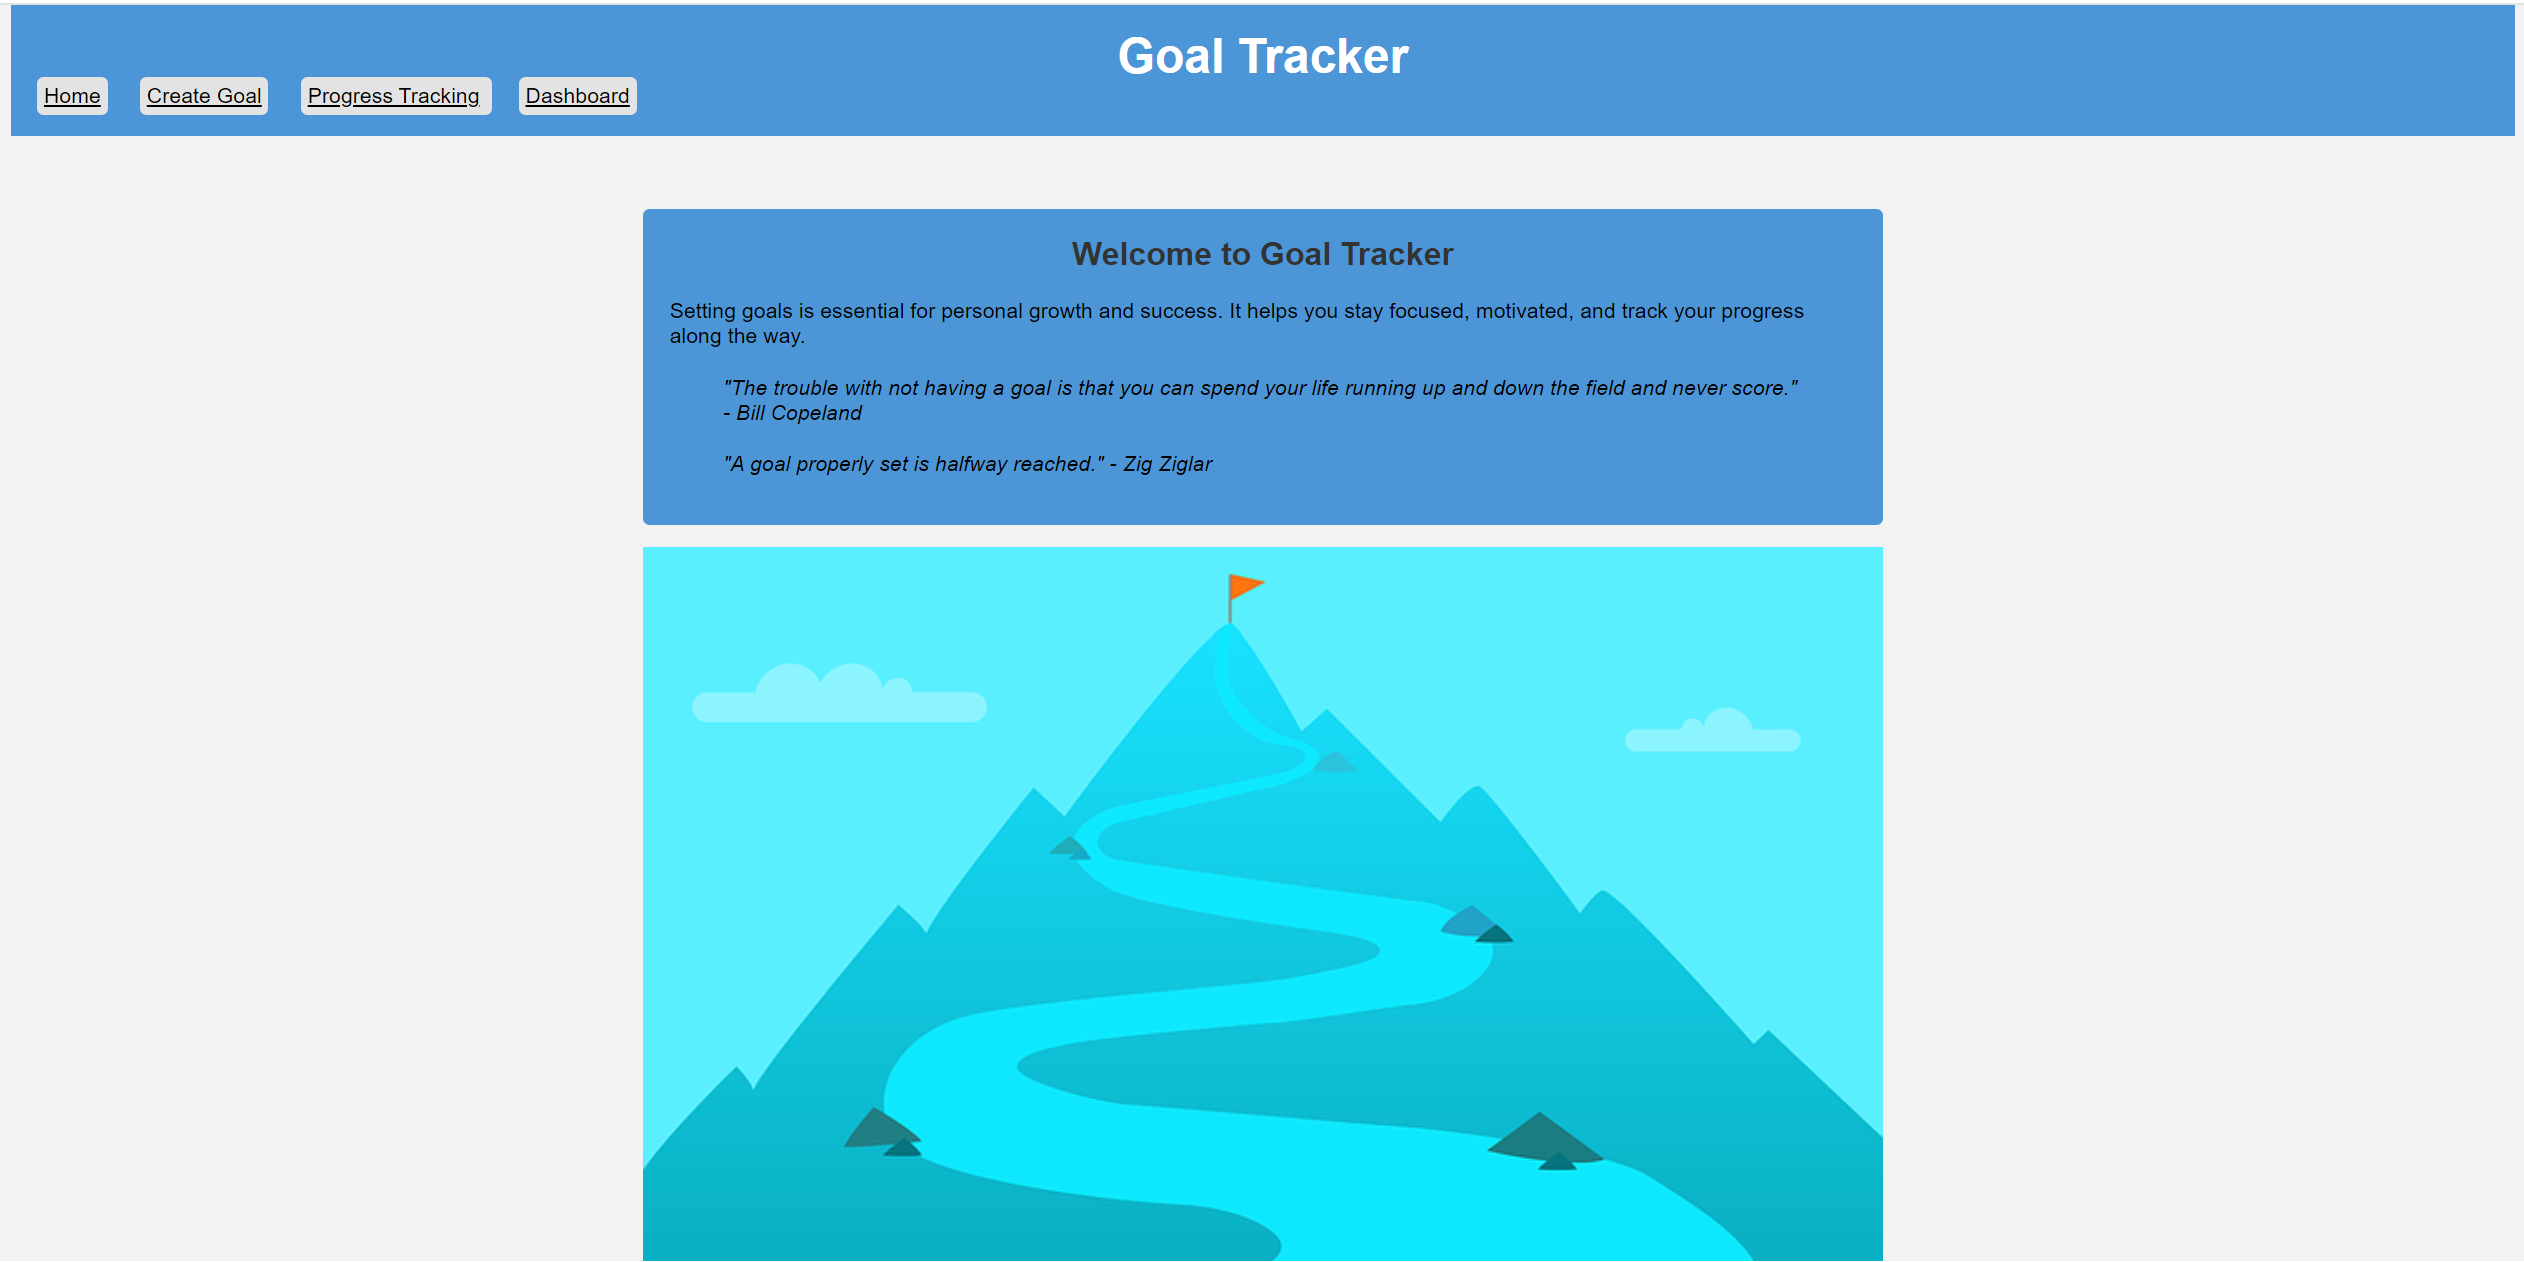 Goal Tracker
Home Create Goal Progress Tracking Dashboard
Welcome to Goal Tracker
Setting goals is essential for personal growth and success. It helps you stay focused, motivated, and track your progress
along the way.
"The trouble with not having a goal is that you can spend your life running up and down the field and never score."
- Bill Copeland
"A goal properly set is halfway reached." - Zig Ziglar